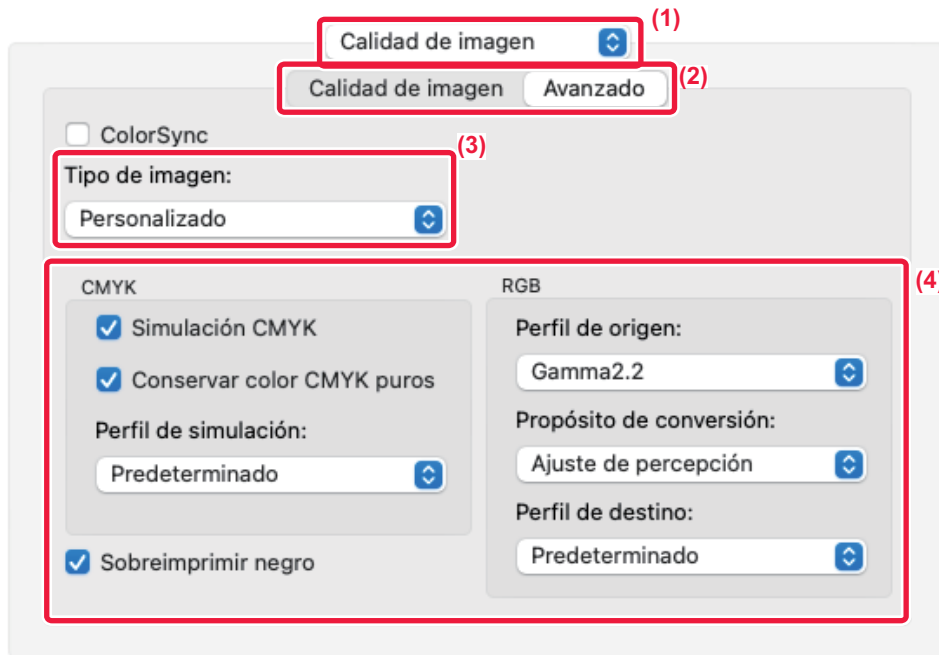 (1)
Calidad de imagen
(2)
Calidad de imagen Avanzado
ColorSync
(3)
Tipo de imagen:
Personalizado
(4)
CMYK
Simulación CMYK
Conservar color CMYK puros
Perfil de simulación:
Predeterminado
Sobreimprimir negro
RGB
Perfil de origen:
Gamma2.2
Propósito de conversión:
Ajuste de percepción
Perfil de destino:
Predeterminado